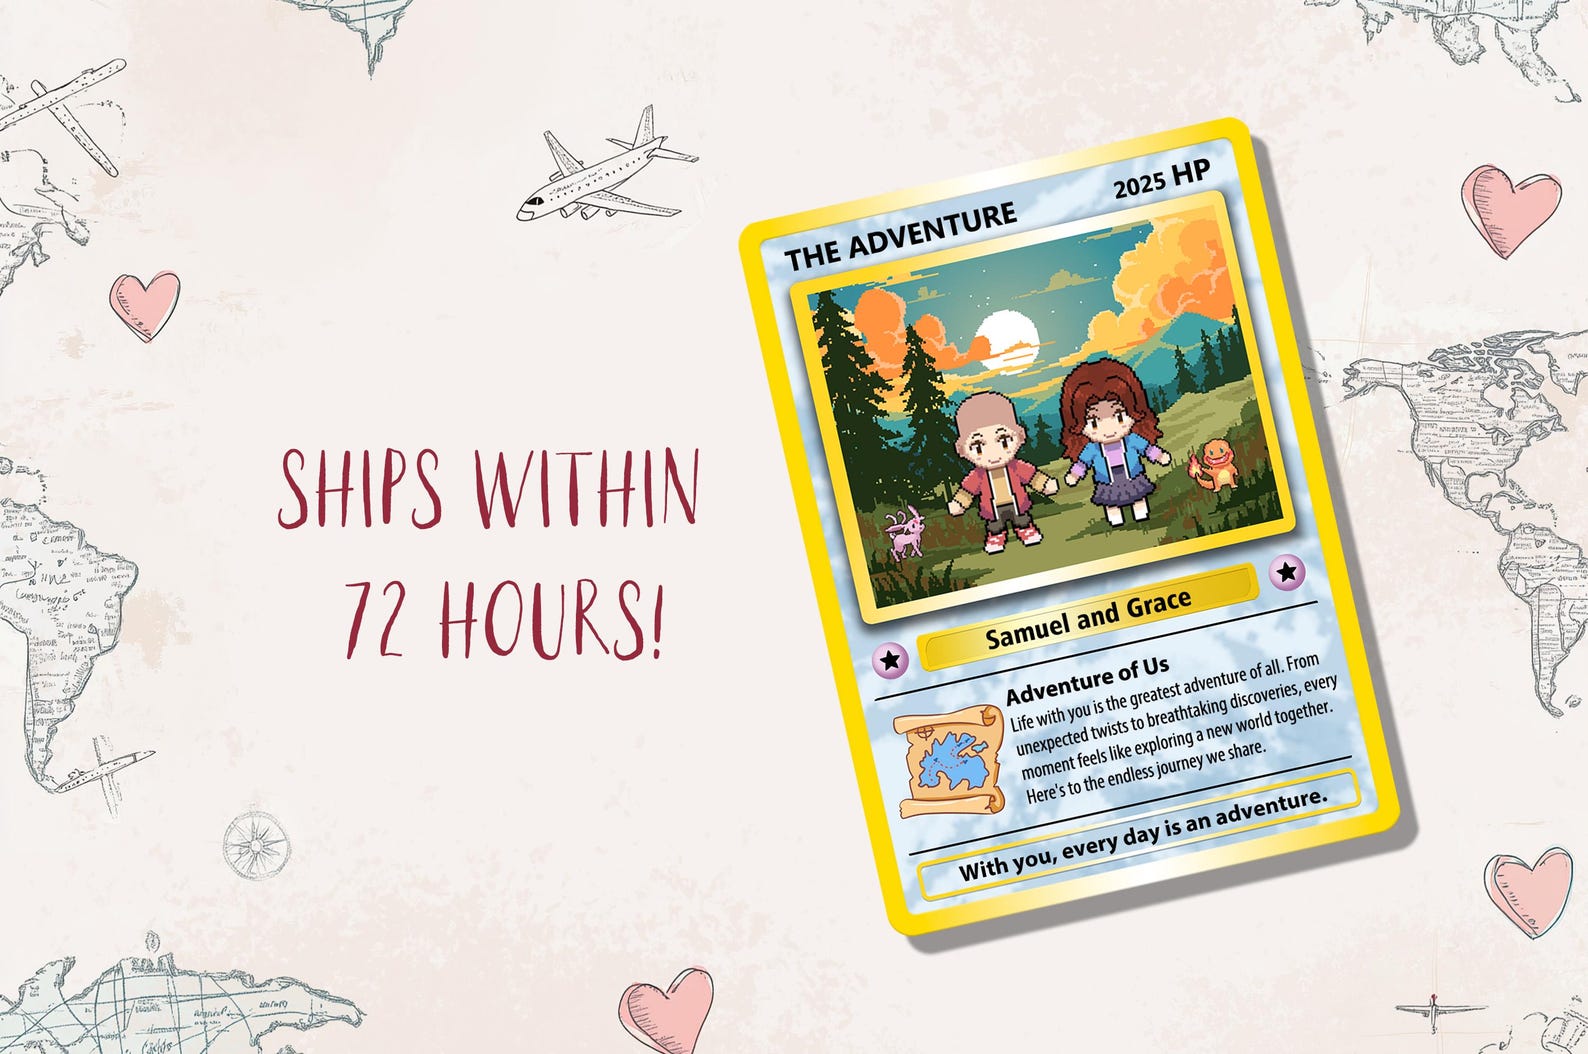 SHIPS WITHIN
72 HOURS!
THE ADVENTURE
2025 HP
Samuel and Grace
Adventure of Us
Life with you is the greatest adventure of all. From
unexpected twists to breathtaking discoveries, every
moment feels like exploring a new world together.
Here's to the endless journey we share.
With you, every day is an adventure.